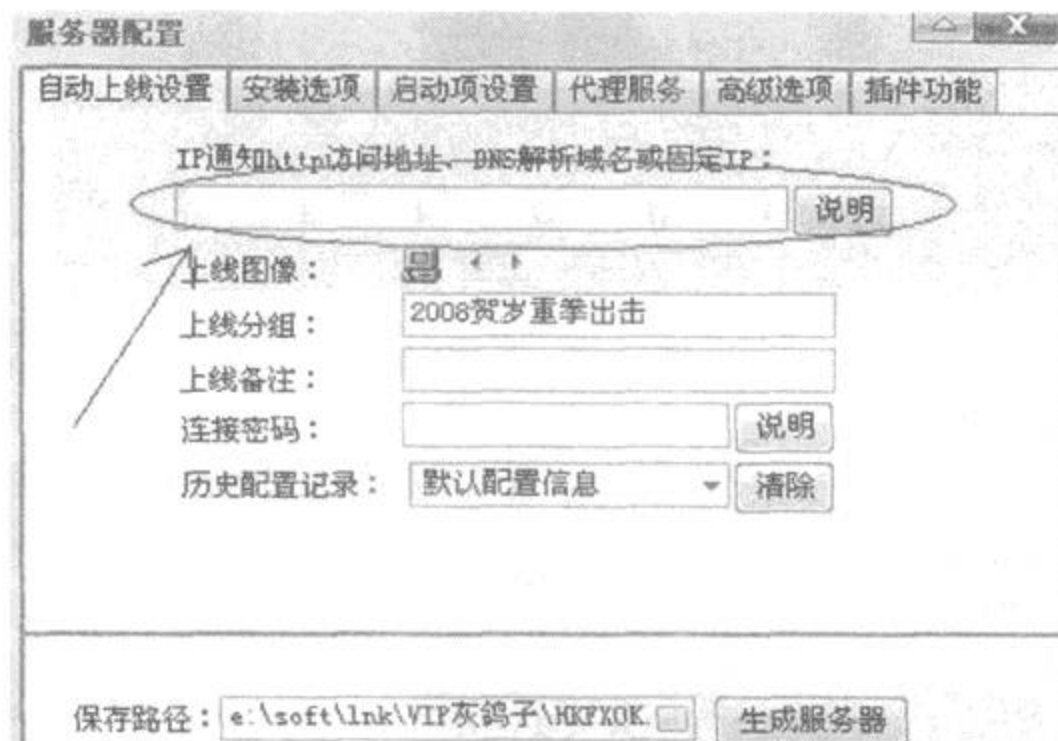 服务器配置
自动上线设置 安装选项 启动项设置 代理服务 高级选项 插件功能
IP通知http访问地址、DNS解析域名或固定IP：
说明
上线图像：
上线分组： 2008贺岁重拳出击
上线备注：
连接密码： 说明
历史配置记录： 默认配置信息 清除
保存路径： e:\soft\lnk\VIP灰鸽子\HKFXOK. 生成服务器